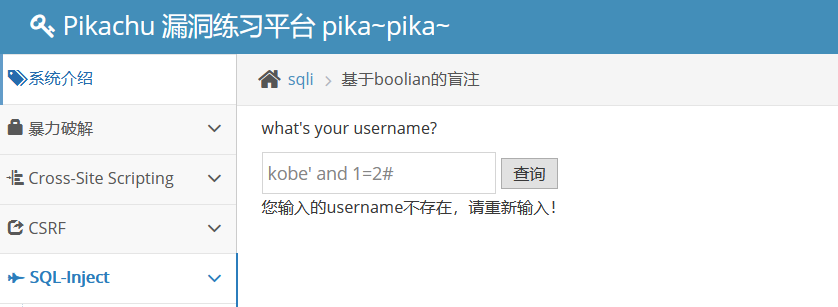 Pikachu 漏洞练习平台 pika~pika~
系统介绍
sqli > 基于boolian的盲注
暴力破解
Cross-Site Scripting
CSRF
SQL-Inject
what's your username?
kobe' and 1=2#
查询
您输入的username不存在，请重新输入！